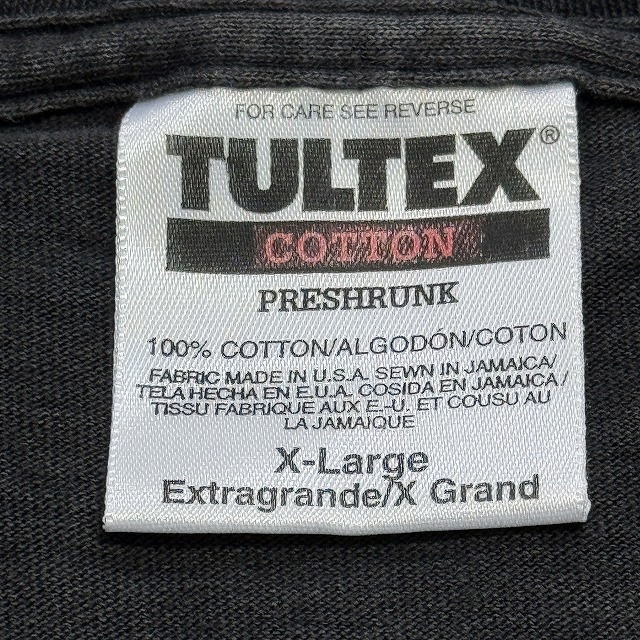 FOR CARE SEE REVERSE
TULTEX®
COTTON
PRESHRUNK
100% COTTON/ALGODÓN/COTON
FABRIC MADE IN U.S.A. SEWN IN JAMAICA/
TELA HECHA EN E.U.A. COSIDA EN JAMAICA/
TISSU FABRIQUE AUX E.-U. ET COUSU AU
LA JAMAIQUE
X-Large
Extragrande/X Grand